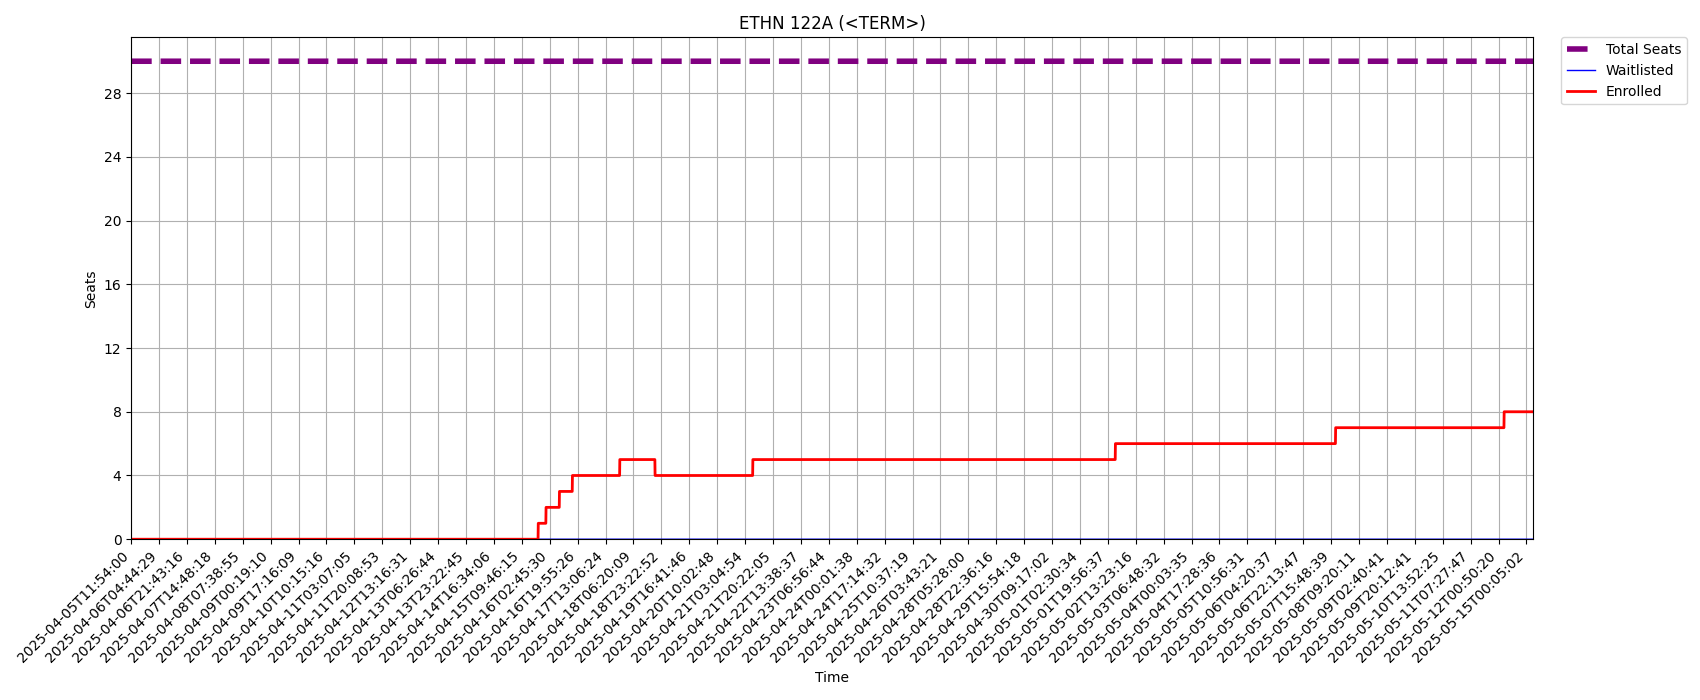 ETHN 122A (<TERM>)
Total Seats
Waitlisted
Enrolled
Seats
28
24
20
16
12
8
4
0
2025-04-05T11:54:00
2025-04-06T04:44:29
2025-04-06T21:43:16
2025-04-07T14:48:18
2025-04-08T07:38:55
2025-04-09T00:19:10
2025-04-09T17:16:09
2025-04-10T10:15:16
2025-04-11T03:07:05
2025-04-11T20:08:53
2025-04-12T13:16:31
2025-04-13T06:26:44
2025-04-13T23:22:45
2025-04-14T16:34:06
2025-04-15T09:46:15
2025-04-16T02:45:30
2025-04-16T19:55:26
2025-04-17T13:06:24
2025-04-18T06:20:09
2025-04-18T23:22:52
2025-04-19T16:41:46
2025-04-20T10:02:48
2025-04-21T03:04:54
2025-04-21T20:22:05
2025-04-22T13:38:37
2025-04-23T06:56:44
2025-04-24T00:01:38
2025-04-24T17:14:32
2025-04-25T10:37:19
2025-04-26T03:43:21
2025-04-28T05:28:00
2025-04-28T22:36:16
2025-04-29T15:54:18
2025-04-30T09:17:02
2025-05-01T02:30:34
2025-05-01T19:56:37
2025-05-02T13:23:16
2025-05-03T06:48:32
2025-05-04T00:03:35
2025-05-04T17:28:36
2025-05-05T10:56:31
2025-05-06T04:20:37
2025-05-06T22:13:47
2025-05-07T15:48:39
2025-05-08T09:20:11
2025-05-09T02:40:41
2025-05-09T20:12:41
2025-05-10T13:52:25
2025-05-11T07:27:47
2025-05-12T00:50:20
2025-05-15T00:05:02
Time